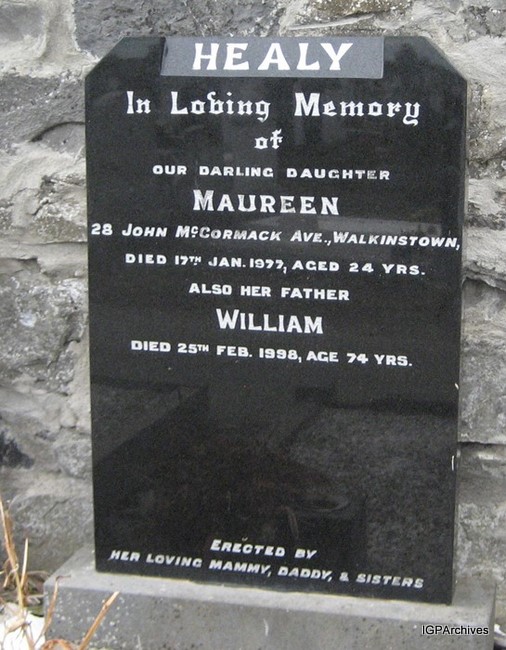 HEALY
In Loving Memory
of
OUR DARLING DAUGHTER
MAUREEN
28 JOHN McCORMACK AVE., WALKINSTOWN,
DIED 17TH JAN. 1977, AGED 24 YRS.
ALSO HER FATHER
WILLIAM
DIED 25TH FEB. 1998, AGE 74 YRS.
ERECTED BY
HER LOVING MAMMY, DADDY, & SISTERS
IGPArchives